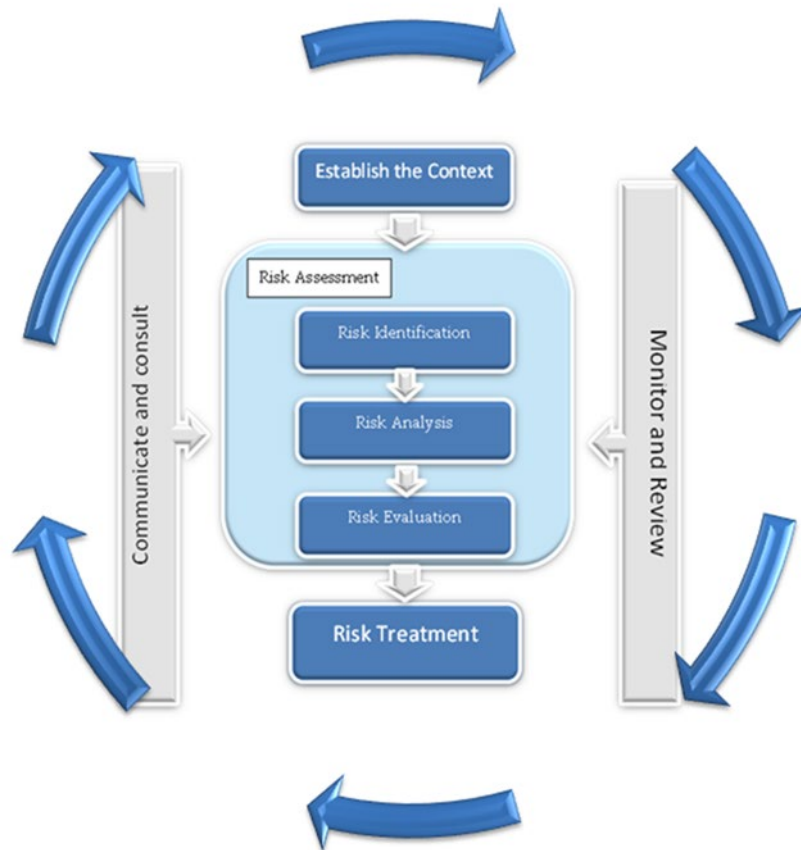 Establish the Context
Risk Assessment
Risk Identification
Risk Analysis
Risk Evaluation
Risk Treatment
Communicate and consult
Monitor and Review